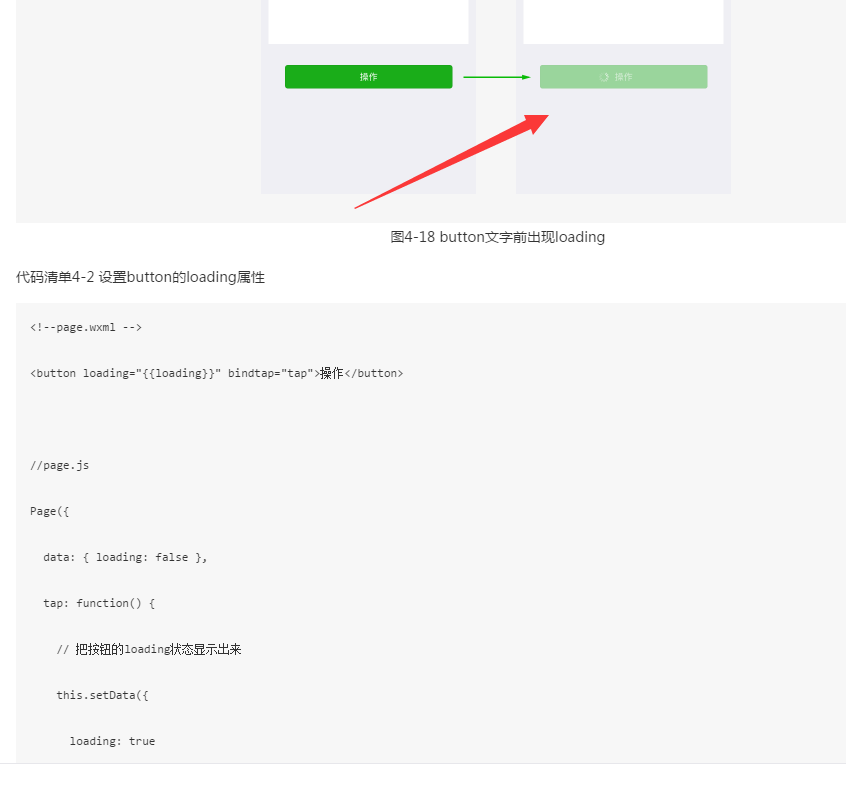 操作
操作
图4-18 button文字前出现loading
代码清单4-2 设置button的loading属性
<!--page.wxml -->
<button loading="{{loading}}" bindtap="tap">操作</button>
//page.js
Page({
data: { loading: false },
tap: function() {
// 把按钮的loading状态显示出来
this.setData({
loading: true